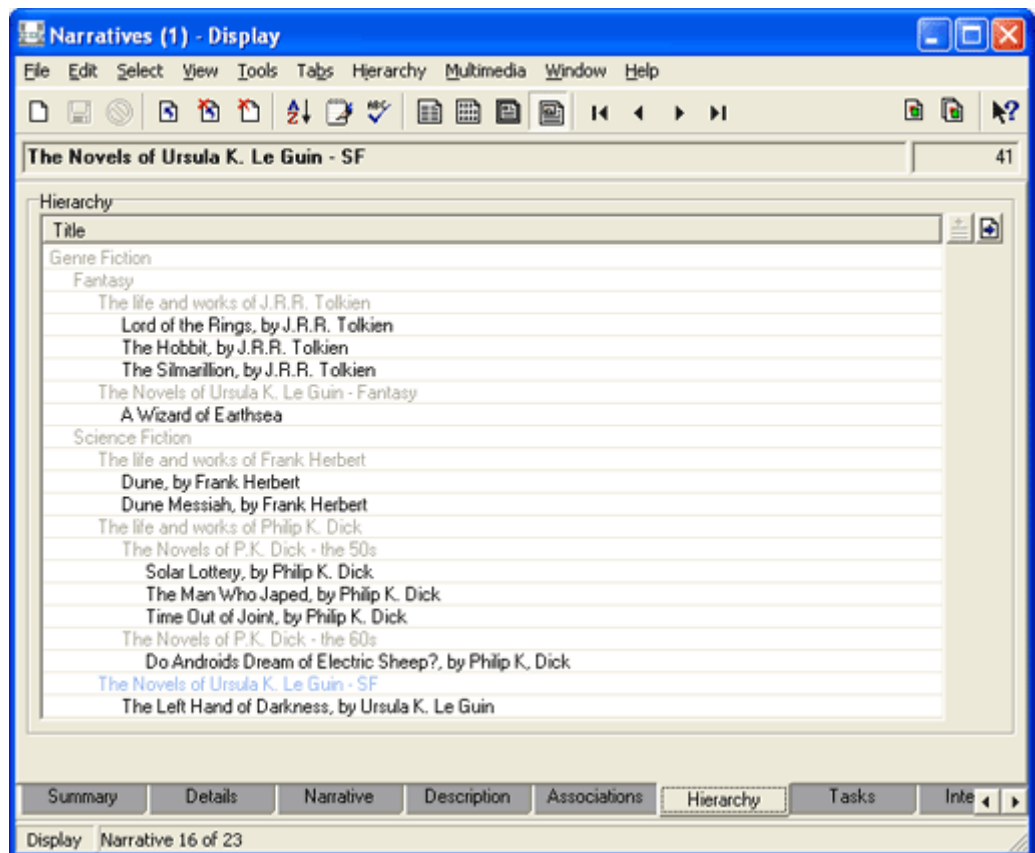 Narratives (1) - Display
File Edit Select View Tools Tabs Hierarchy Multimedia Window Help
The Novels of Ursula K. Le Guin - SF 41
Hierarchy
Title
Genre Fiction
Fantasy
The life and works of J.R.R. Tolkien
Lord of the Rings, by J.R.R. Tolkien
The Hobbit, by J.R.R. Tolkien
The Silmarillion, by J.R.R. Tolkien
The Novels of Ursula K. Le Guin - Fantasy
A Wizard of Earthsea
Science Fiction
The life and works of Frank Herbert
Dune, by Frank Herbert
Dune Messiah, by Frank Herbert
The life and works of Philip K. Dick
The Novels of P.K. Dick - the 50s
Solar Lottery, by Philip K. Dick
The Man Who Japed, by Philip K. Dick
Time Out of Joint, by Philip K. Dick
The Novels of P.K. Dick - the 60s
Do Androids Dream of Electric Sheep?, by Philip K, Dick
The Novels of Ursula K. Le Guin - SF
The Left Hand of Darkness, by Ursula K. Le Guin
Summary Details Narrative Description Associations Hierarchy Tasks Inte
Display Narrative 16 of 23